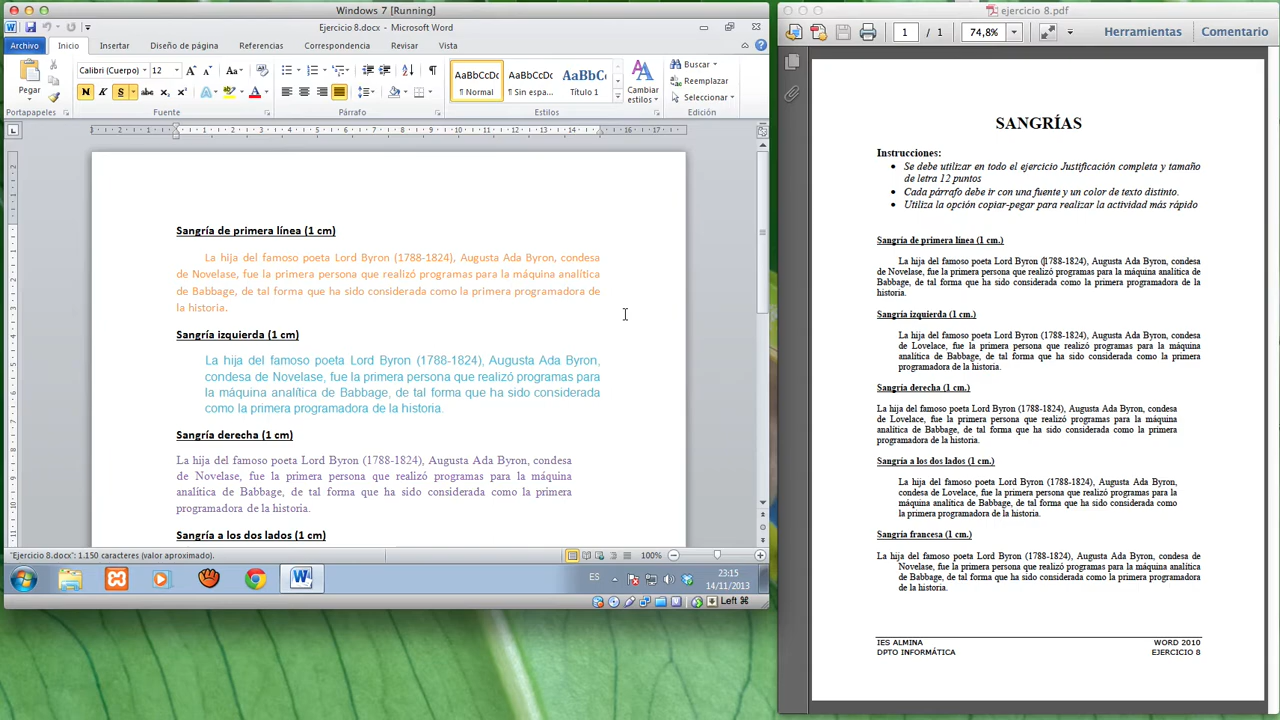 Windows 7 [Running]
Ejercicio 8.docx - Microsoft Word
Archivo Inicio Insertar Diseño de página Referencias Correspondencia Revisar Vista
Pegar
Calibri (Cuerpo) 12
N K S abc x₂ x²
AaBbCcDc AaBbCcDc AaBbC
¶ Normal ¶ Sin espa... Título 1
Cambiar estilos
Buscar
Reemplazar
Seleccionar
Portapapeles Fuente Párrafo Estilos Edición
Sangría de primera línea (1 cm)
La hija del famoso poeta Lord Byron (1788-1824), Augusta Ada Byron, condesa
de Novelase, fue la primera persona que realizó programas para la máquina analítica
de Babbage, de tal forma que ha sido considerada como la primera programadora de
la historia.
Sangría izquierda (1 cm)
La hija del famoso poeta Lord Byron (1788-1824), Augusta Ada Byron,
condesa de Novelase, fue la primera persona que realizó programas para
la máquina analítica de Babbage, de tal forma que ha sido considerada
como la primera programadora de la historia.
Sangría derecha (1 cm)
La hija del famoso poeta Lord Byron (1788-1824), Augusta Ada Byron, condesa
de Novelase, fue la primera persona que realizó programas para la máquina
analítica de Babbage, de tal forma que ha sido considerada como la primera
programadora de la historia.
Sangría a los dos lados (1 cm)
"Ejercicio 8.docx": 1.150 caracteres (valor aproximado).
100%
ES
23:15
14/11/2013
Left ⌘
ejercicio 8.pdf
1 / 1 74,8% Herramientas Comentario
SANGRÍAS
Instrucciones:
• Se debe utilizar en todo el ejercicio Justificación completa y tamaño
de letra 12 puntos
• Cada párrafo debe ir con una fuente y un color de texto distinto.
• Utiliza la opción copiar-pegar para realizar la actividad más rápido
Sangría de primera línea (1 cm.)
La hija del famoso poeta Lord Byron (1788-1824), Augusta Ada Byron, condesa
de Novelase, fue la primera persona que realizó programas para la máquina analítica de
Babbage, de tal forma que ha sido considerada como la primera programadora de la
historia.
Sangría izquierda (1 cm.)
La hija del famoso poeta Lord Byron (1788-1824), Augusta Ada Byron, condesa
de Lovelace, fue la primera persona que realizó programas para la máquina
analítica de Babbage, de tal forma que ha sido considerada como la primera
programadora de la historia.
Sangría derecha (1 cm.)
La hija del famoso poeta Lord Byron (1788-1824), Augusta Ada Byron, condesa
de Lovelace, fue la primera persona que realizó programas para la máquina
analítica de Babbage, de tal forma que ha sido considerada como la primera
programadora de la historia.
Sangría a los dos lados (1 cm.)
La hija del famoso poeta Lord Byron (1788-1824), Augusta Ada Byron,
condesa de Lovelace, fue la primera persona que realizó programas para la
máquina analítica de Babbage, de tal forma que ha sido considerada como
la primera programadora de la historia.
Sangría francesa (1 cm.)
La hija del famoso poeta Lord Byron (1788-1824), Augusta Ada Byron, condesa de
Lovelace, fue la primera persona que realizó programas para la máquina analítica
de Babbage, de tal forma que ha sido considerada como la primera programadora
de la historia.
IES ALMINA WORD 2010
DPTO INFORMÁTICA EJERCICIO 8